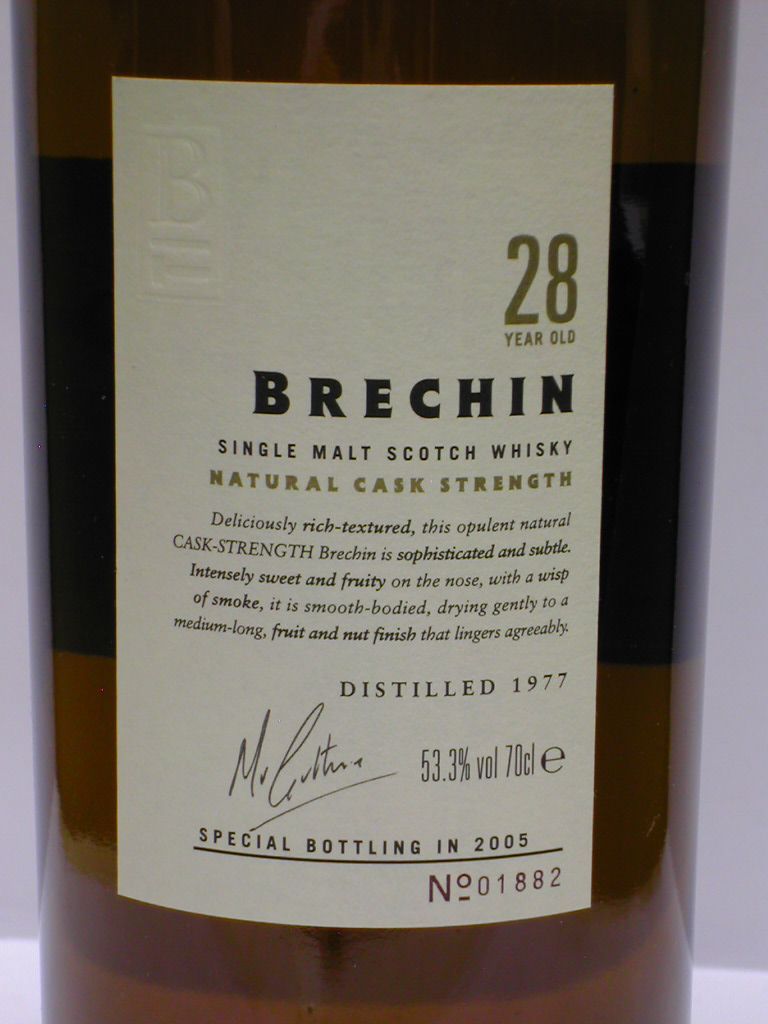 B
28
YEAR OLD
BRECHIN
SINGLE MALT SCOTCH WHISKY
NATURAL CASK STRENGTH
Deliciously rich-textured, this opulent natural
CASK-STRENGTH Brechin is sophisticated and subtle.
Intensely sweet and fruity on the nose, with a wisp
of smoke, it is smooth-bodied, drying gently to a
medium-long, fruit and nut finish that lingers agreeably.
DISTILLED 1977
53.3% vol 70cl e
SPECIAL BOTTLING IN 2005
Nº01882